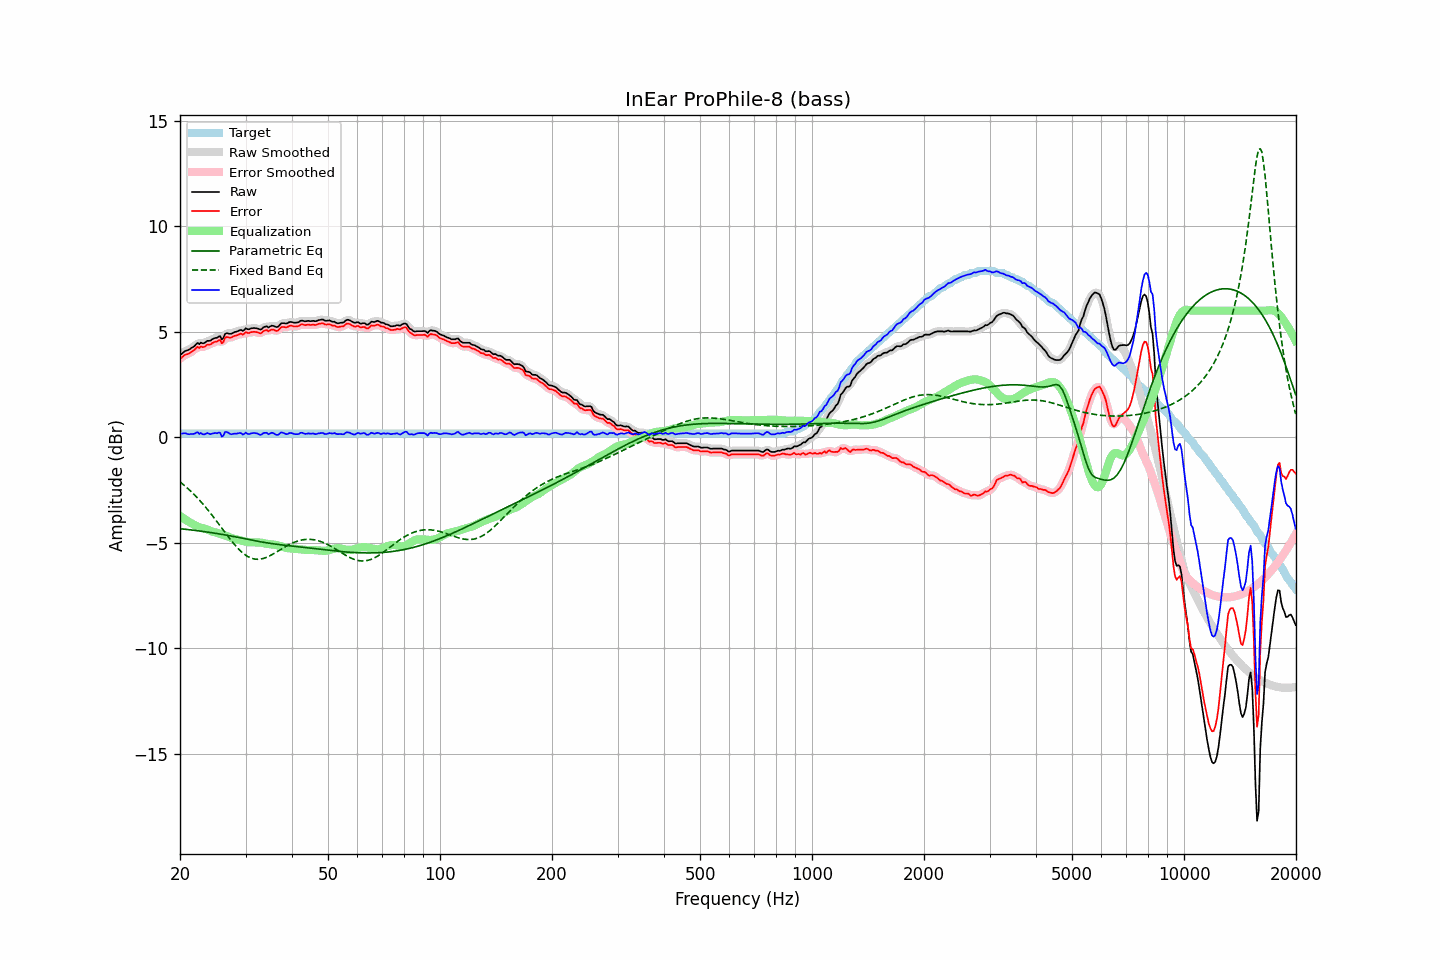 InEar ProPhile-8 (bass)
15
10
5
0
−5
−10
−15
Amplitude (dBr)
Target
Raw Smoothed
Error Smoothed
Raw
Error
Equalization
Parametric Eq
Fixed Band Eq
Equalized
20 50 100 200 500 1000 2000 5000 10000 20000
Frequency (Hz)